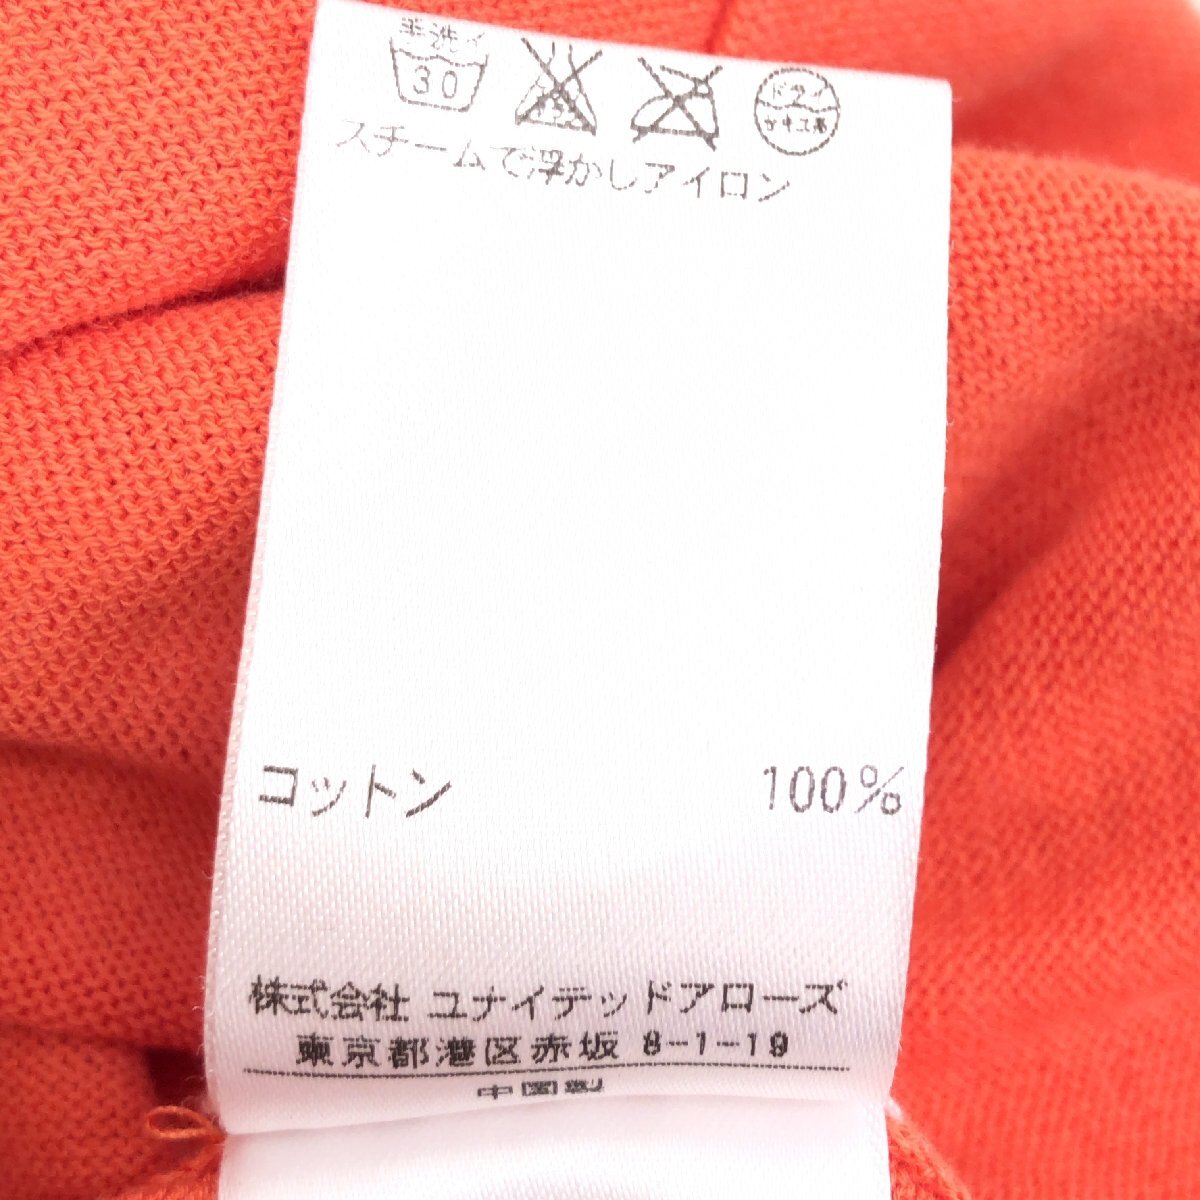 手洗イ
30
ドライ
セキユ系
スチームで浮かしアイロン
コットン 100%
株式会社 ユナイテッドアローズ
東京都港区赤坂 8-1-19
中国製